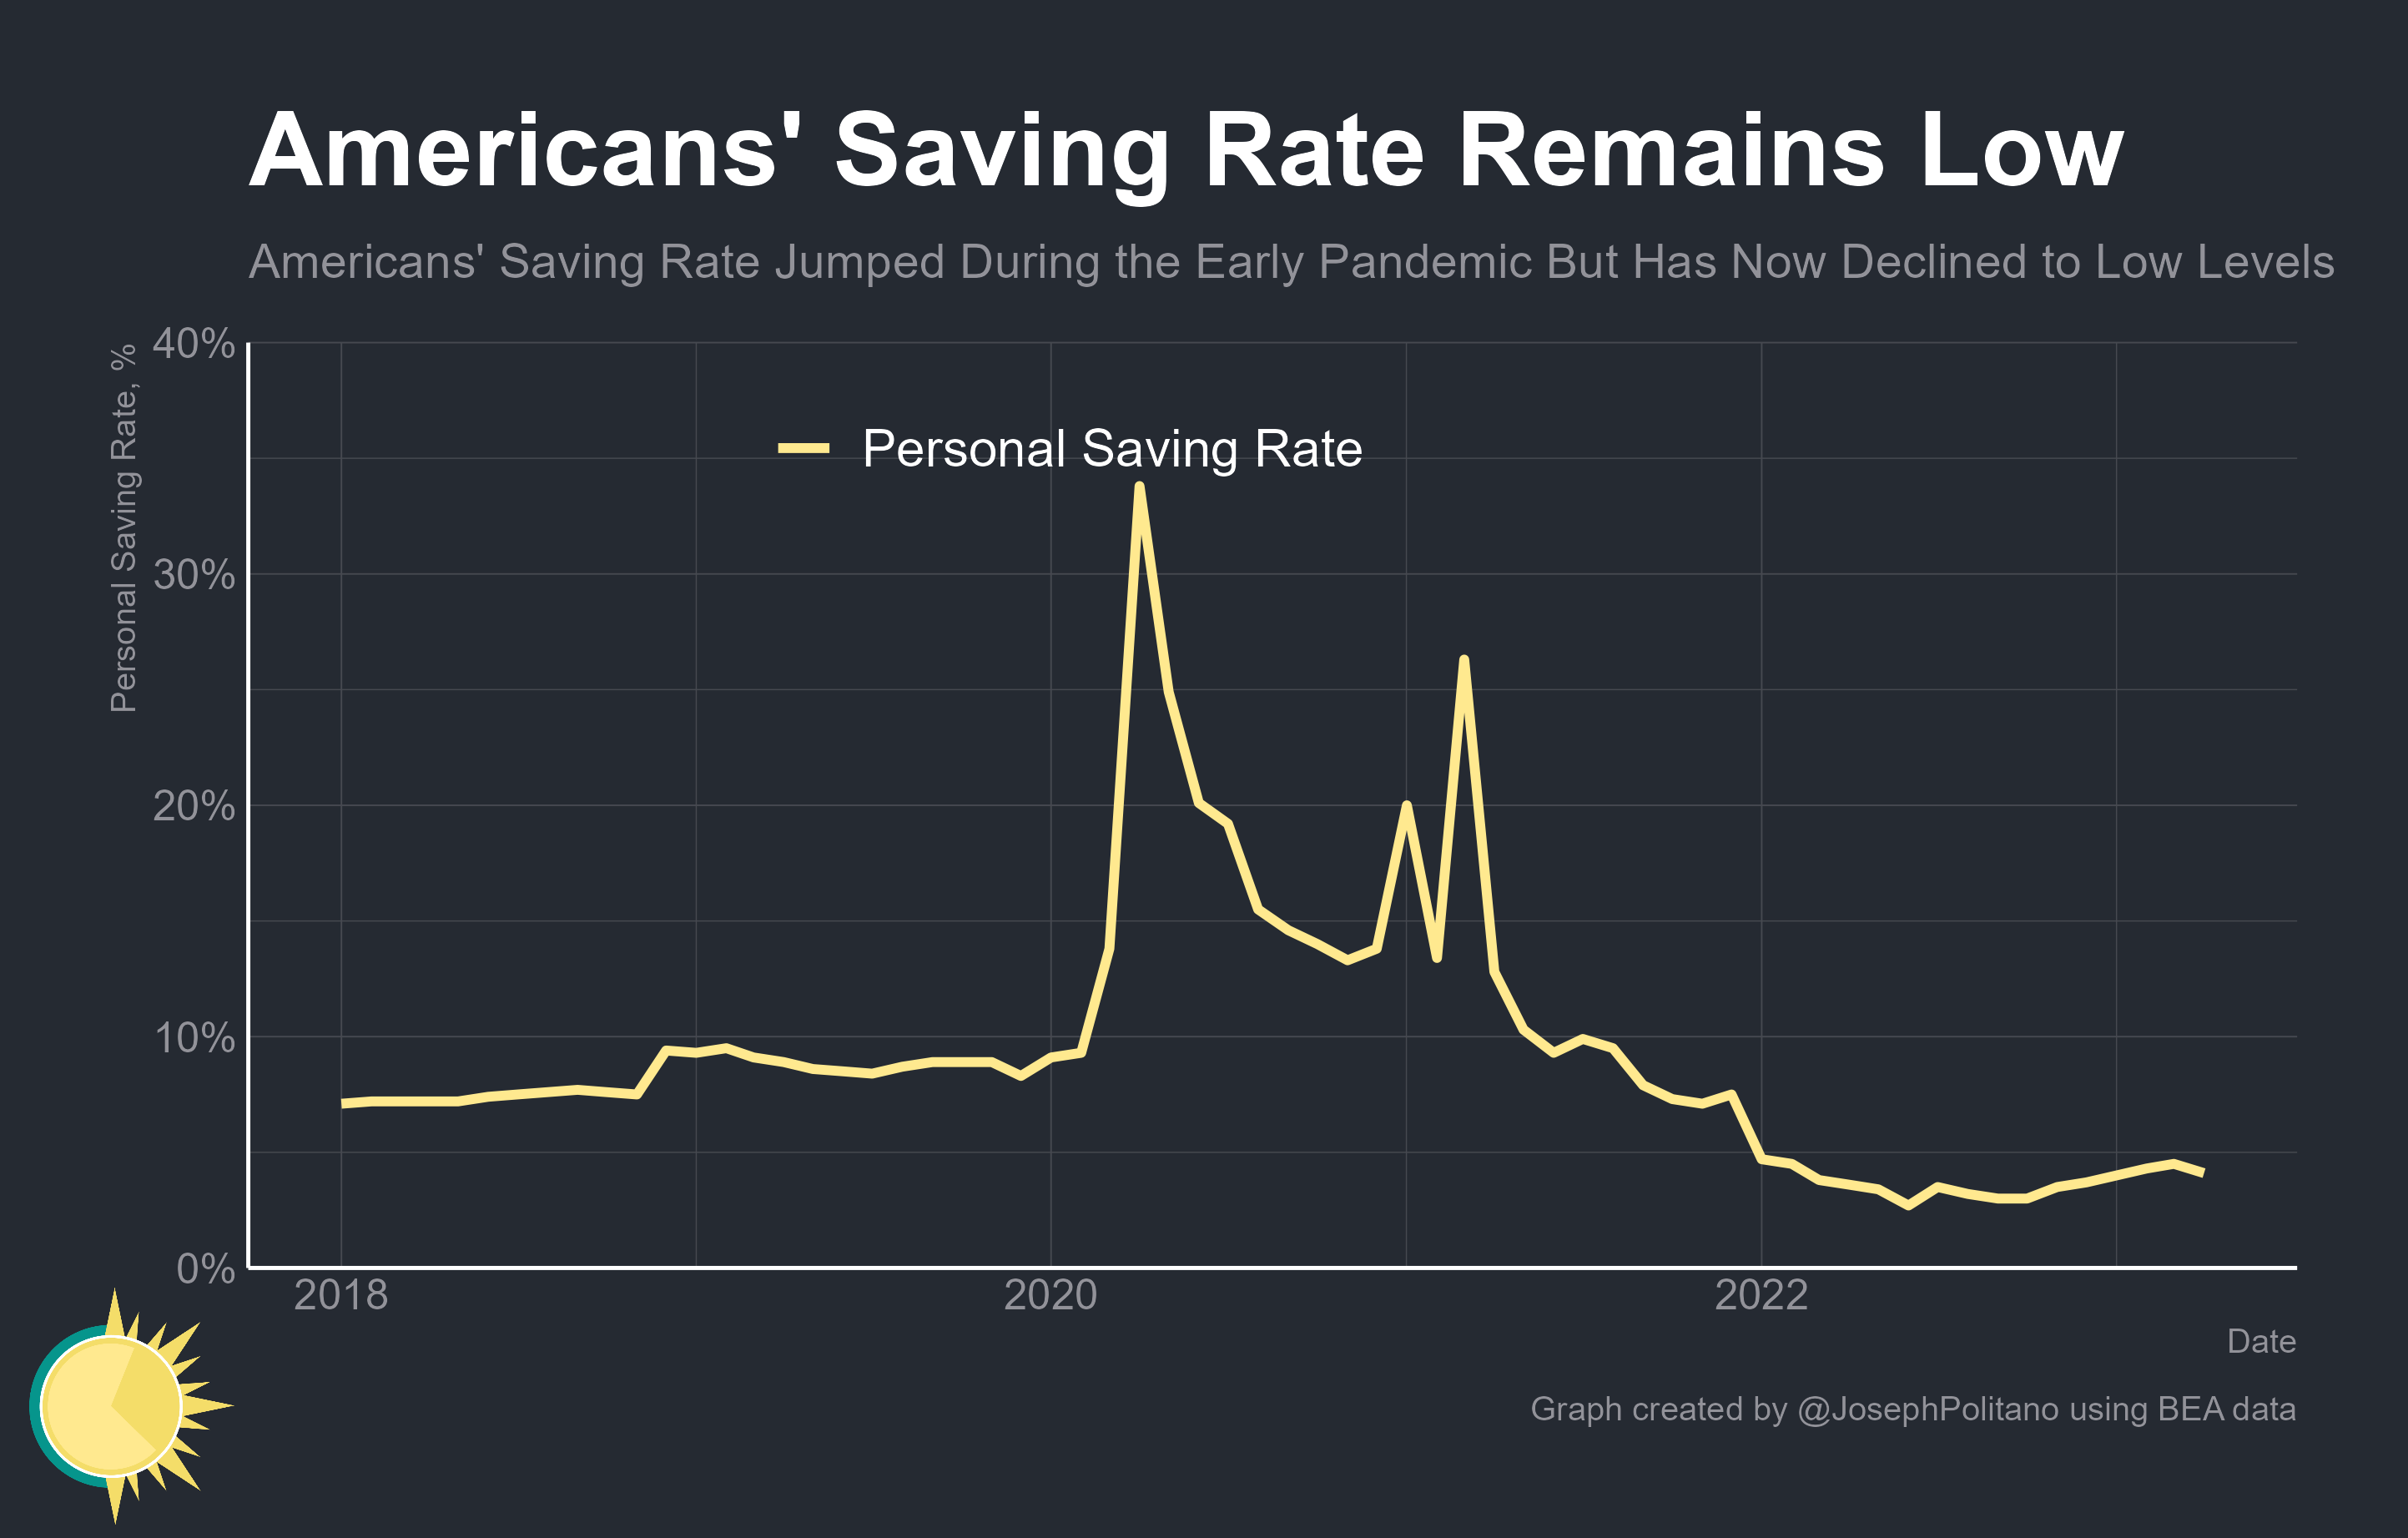 Americans' Saving Rate Remains Low
Americans' Saving Rate Jumped During the Early Pandemic But Has Now Declined to Low Levels
Personal Saving Rate, %
40%
30%
20%
10%
0%
Personal Saving Rate
2018
2020
2022
Date
Graph created by @JosephPolitano using BEA data